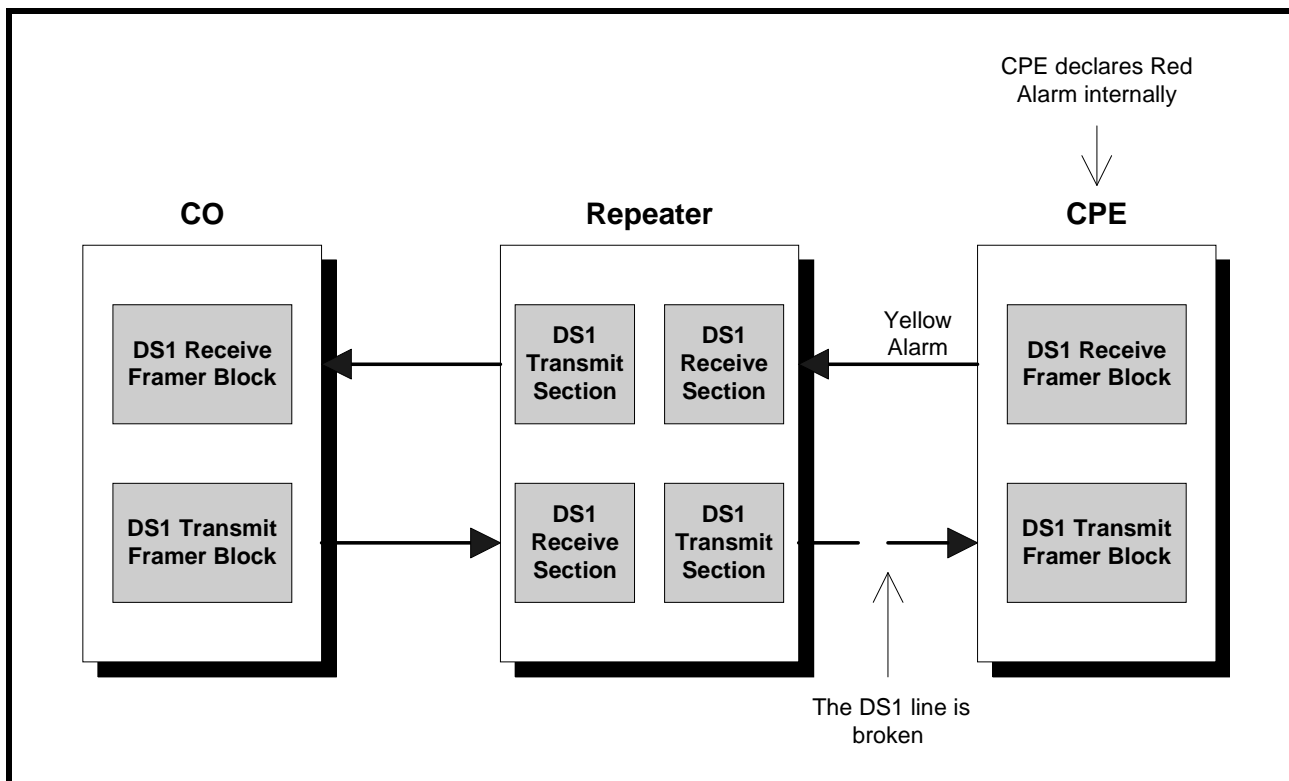 CPE declares Red
Alarm internally
CO
Repeater
CPE
DS1 Receive
Framer Block
DS1
Transmit
Section
DS1
Receive
Section
Yellow
Alarm
DS1 Receive
Framer Block
DS1 Transmit
Framer Block
DS1
Receive
Section
DS1
Transmit
Section
DS1 Transmit
Framer Block
The DS1 line is
broken